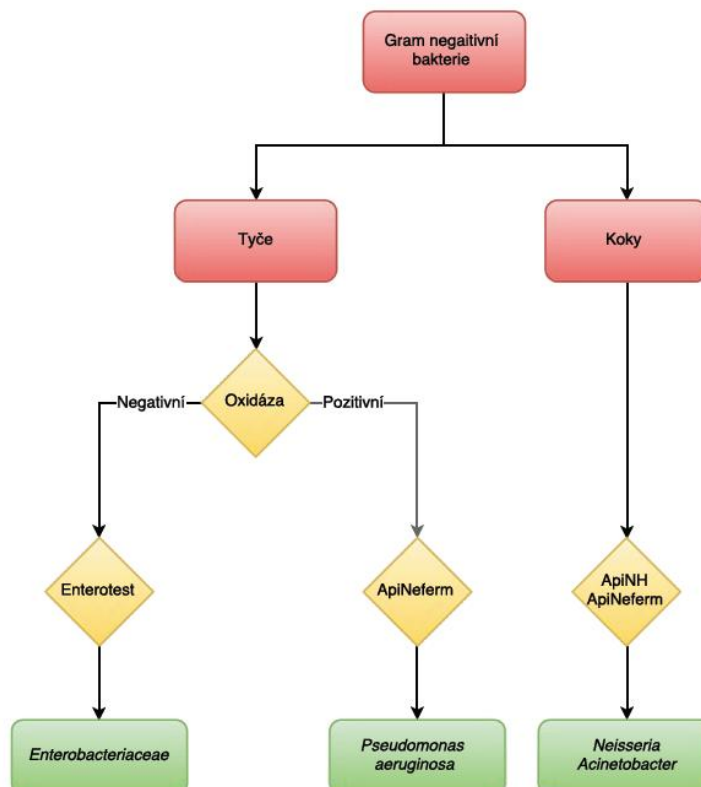 Gram negaitivní
bakterie
Tyče
Koky
Oxidáza
Negativní
Pozitivní
Enterotest
ApiNeferm
ApiNH
ApiNeferm
Enterobacteriaceae
Pseudomonas
aeruginosa
Neisseria
Acinetobacter